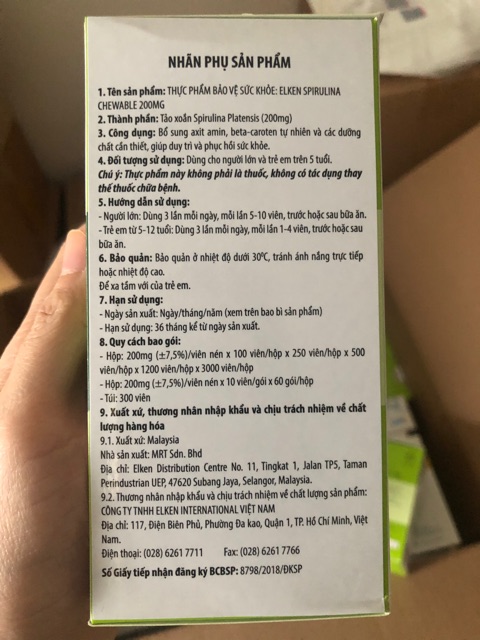 NHÃN PHỤ SẢN PHẨM
1. Tên sản phẩm: THỰC PHẨM BẢO VỆ SỨC KHỎE: ELKEN SPIRULINA
CHEWABLE 200MG
2. Thành phần: Tảo xoắn Spirulina Platensis (200mg)
3. Công dụng: Bổ sung axit amin, beta-caroten tự nhiên và các dưỡng
chất cần thiết, giúp duy trì và phục hồi sức khỏe.
4. Đối tượng sử dụng: Dùng cho người lớn và trẻ em trên 5 tuổi.
Chú ý: Thực phẩm này không phải là thuốc, không có tác dụng thay
thế thuốc chữa bệnh.
5. Hướng dẫn sử dụng:
- Người lớn: Dùng 3 lần mỗi ngày, mỗi lần 5-10 viên, trước hoặc sau bữa ăn.
- Trẻ em từ 5-12 tuổi: Dùng 3 lần mỗi ngày, mỗi lần 1-4 viên, trước hoặc sau
bữa ăn.
6. Bảo quản: Bảo quản ở nhiệt độ dưới 30ºC, tránh ánh nắng trực tiếp
hoặc nhiệt độ cao.
Để xa tầm với của trẻ em.
7. Hạn sử dụng:
- Ngày sản xuất: Ngày/tháng/năm (xem trên bao bì sản phẩm)
- Hạn sử dụng: 36 tháng kể từ ngày sản xuất.
8. Quy cách bao gói:
- Hộp: 200mg (±7,5%)/viên nén x 100 viên/hộp x 250 viên/hộp x 500
viên/hộp x 1200 viên/hộp x 3000 viên/hộp
- Hộp: 200mg (±7,5%)/viên nén x 10 viên/gói x 60 gói/hộp
- Túi: 300 viên
9. Xuất xứ, thương nhân nhập khẩu và chịu trách nhiệm về chất
lượng hàng hóa
9.1. Xuất xứ: Malaysia
Nhà sản xuất: MRT Sdn. Bhd
Địa chỉ: Elken Distribution Centre No. 11, Tingkat 1, Jalan TP5, Taman
Perindustrian UEP, 47620 Subang Jaya, Selangor, Malaysia.
9.2. Thương nhân nhập khẩu và chịu trách nhiệm về chất lượng sản phẩm:
CÔNG TY TNHH ELKEN INTERNATIONAL VIỆT NAM
Địa chỉ: 117, Điện Biên Phủ, Phường Đa kao, Quận 1, TP. Hồ Chí Minh, Việt
Nam.
Điện thoại: (028) 6261 7711 Fax: (028) 6261 7766
Số Giấy tiếp nhận đăng ký BCBSP: 8798/2018/ĐKSP